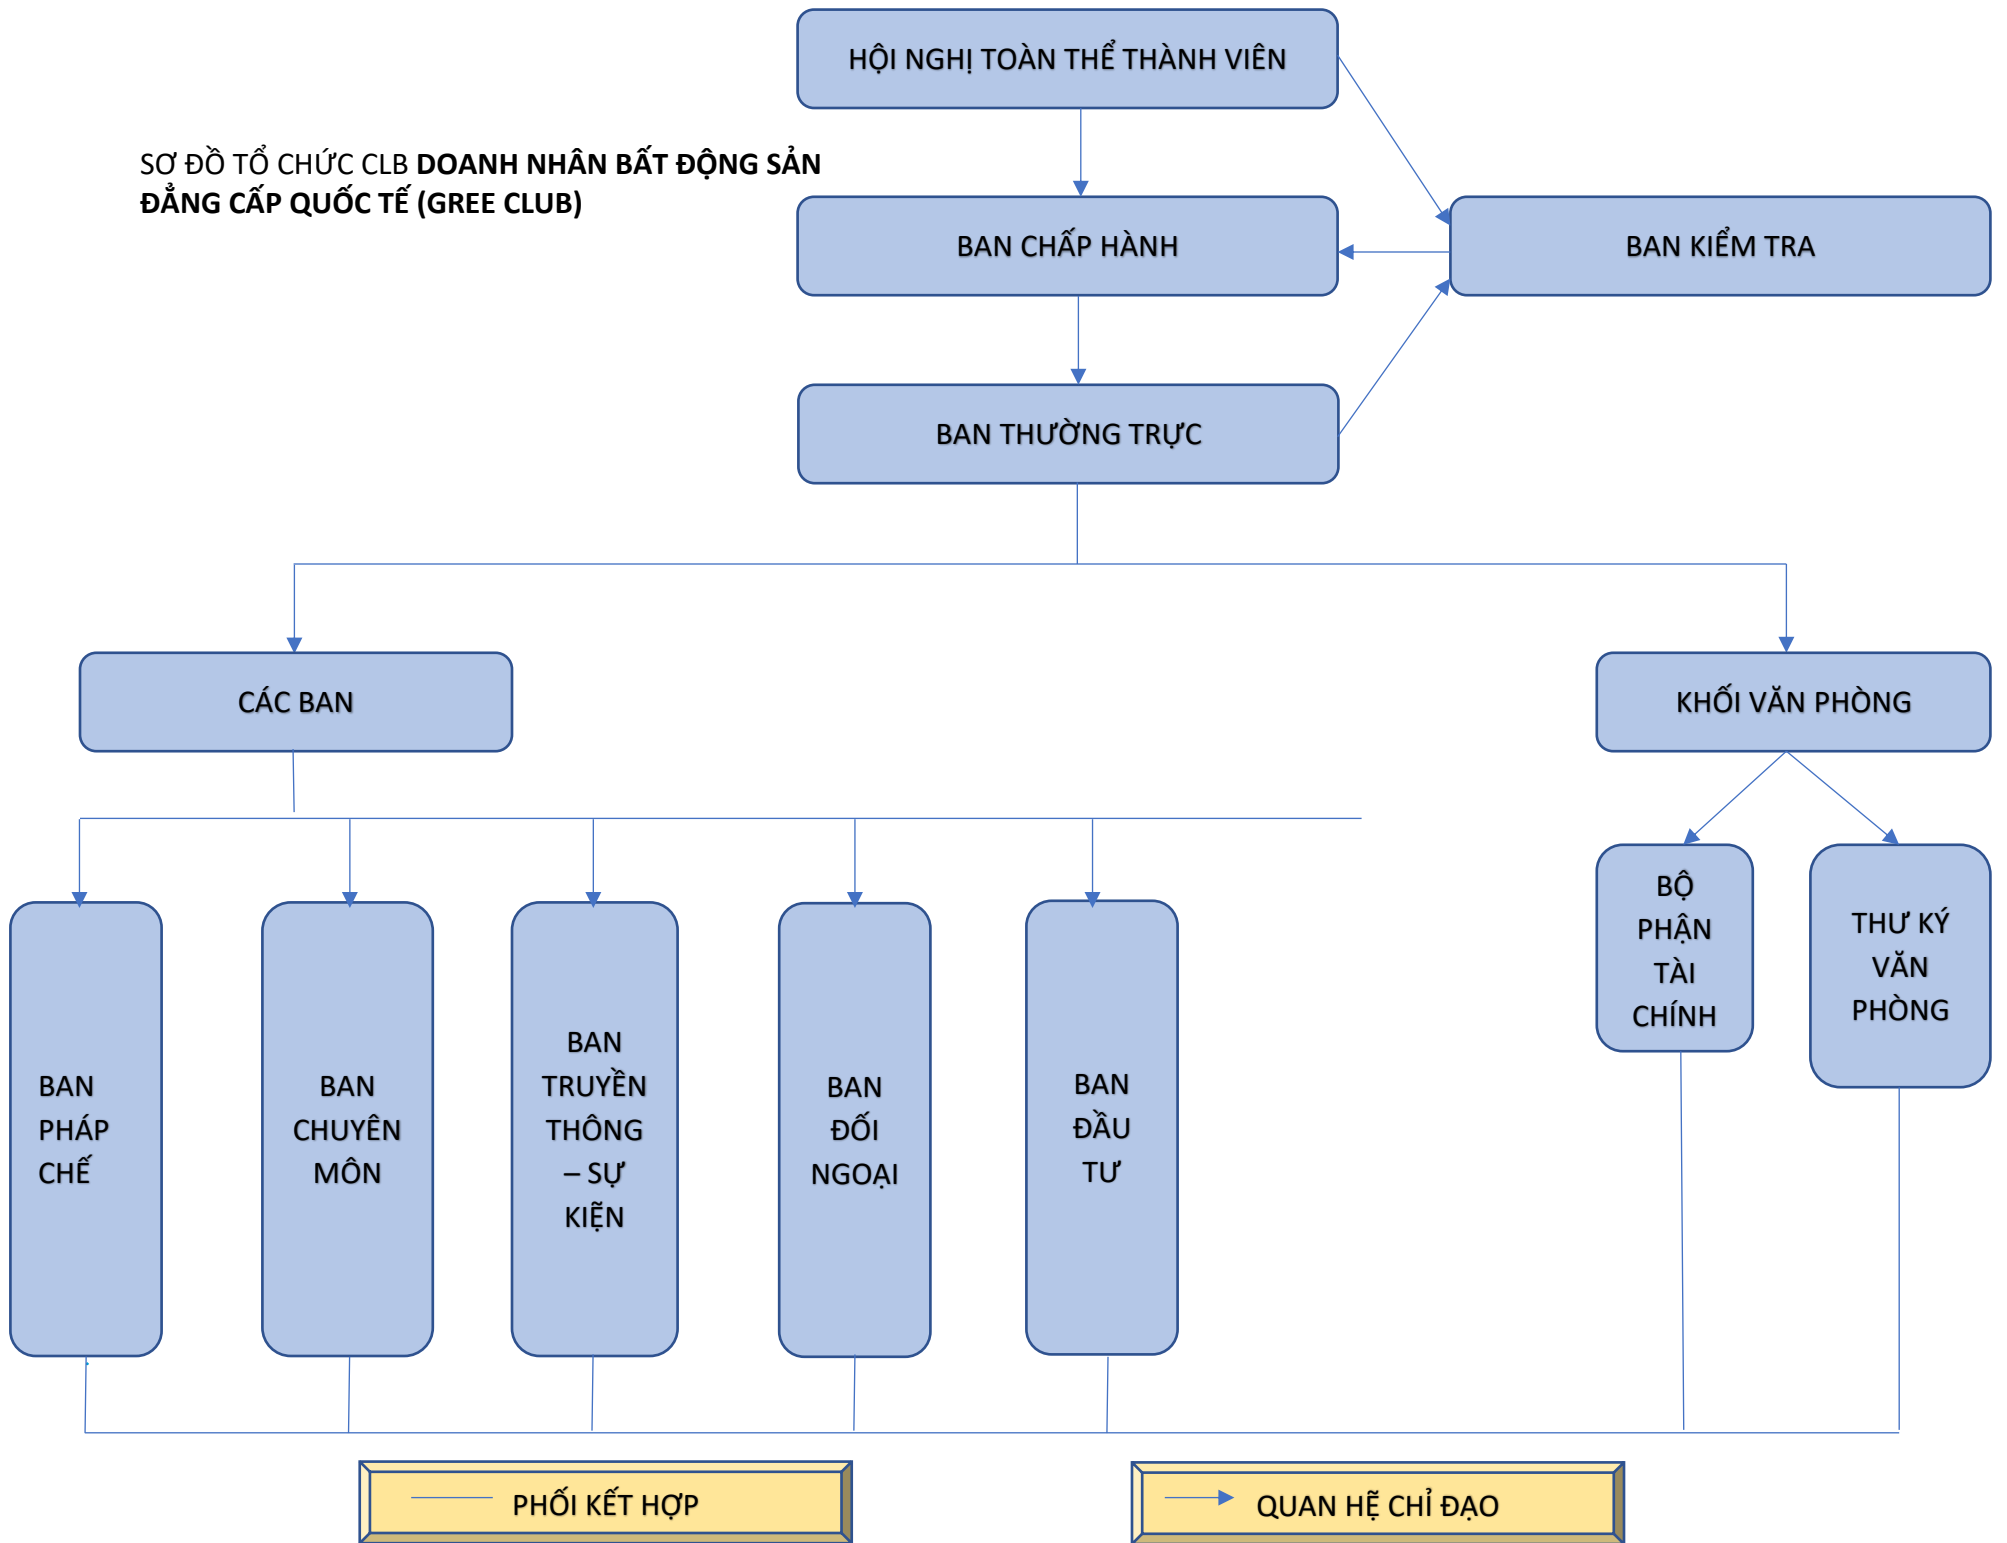 HỘI NGHỊ TOÀN THỂ THÀNH VIÊN
SƠ ĐỒ TỔ CHỨC CLB DOANH NHÂN BẤT ĐỘNG SẢN
ĐẲNG CẤP QUỐC TẾ (GREE CLUB)
BAN CHẤP HÀNH
BAN KIỂM TRA
BAN THƯỜNG TRỰC
CÁC BAN
KHỐI VĂN PHÒNG
BAN
PHÁP
CHẾ
BAN
CHUYÊN
MÔN
BAN
TRUYỀN
THÔNG
– SỰ
KIỆN
BAN
ĐỐI
NGOẠI
BAN
ĐẦU
TƯ
BỘ
PHẬN
TÀI
CHÍNH
THƯ KÝ
VĂN
PHÒNG
PHỐI KẾT HỢP
QUAN HỆ CHỈ ĐẠO